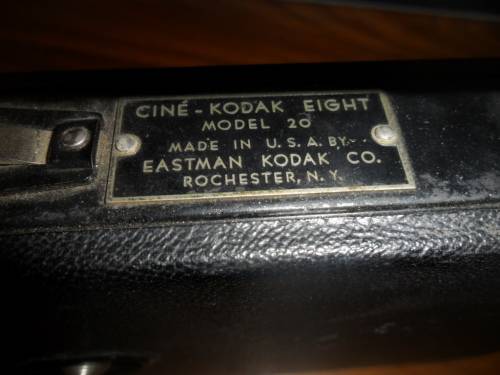 CINÉ-KODAK EIGHT
MODEL 20
MADE IN U.S.A. BY-
EASTMAN KODAK CO.
ROCHESTER, N.Y.